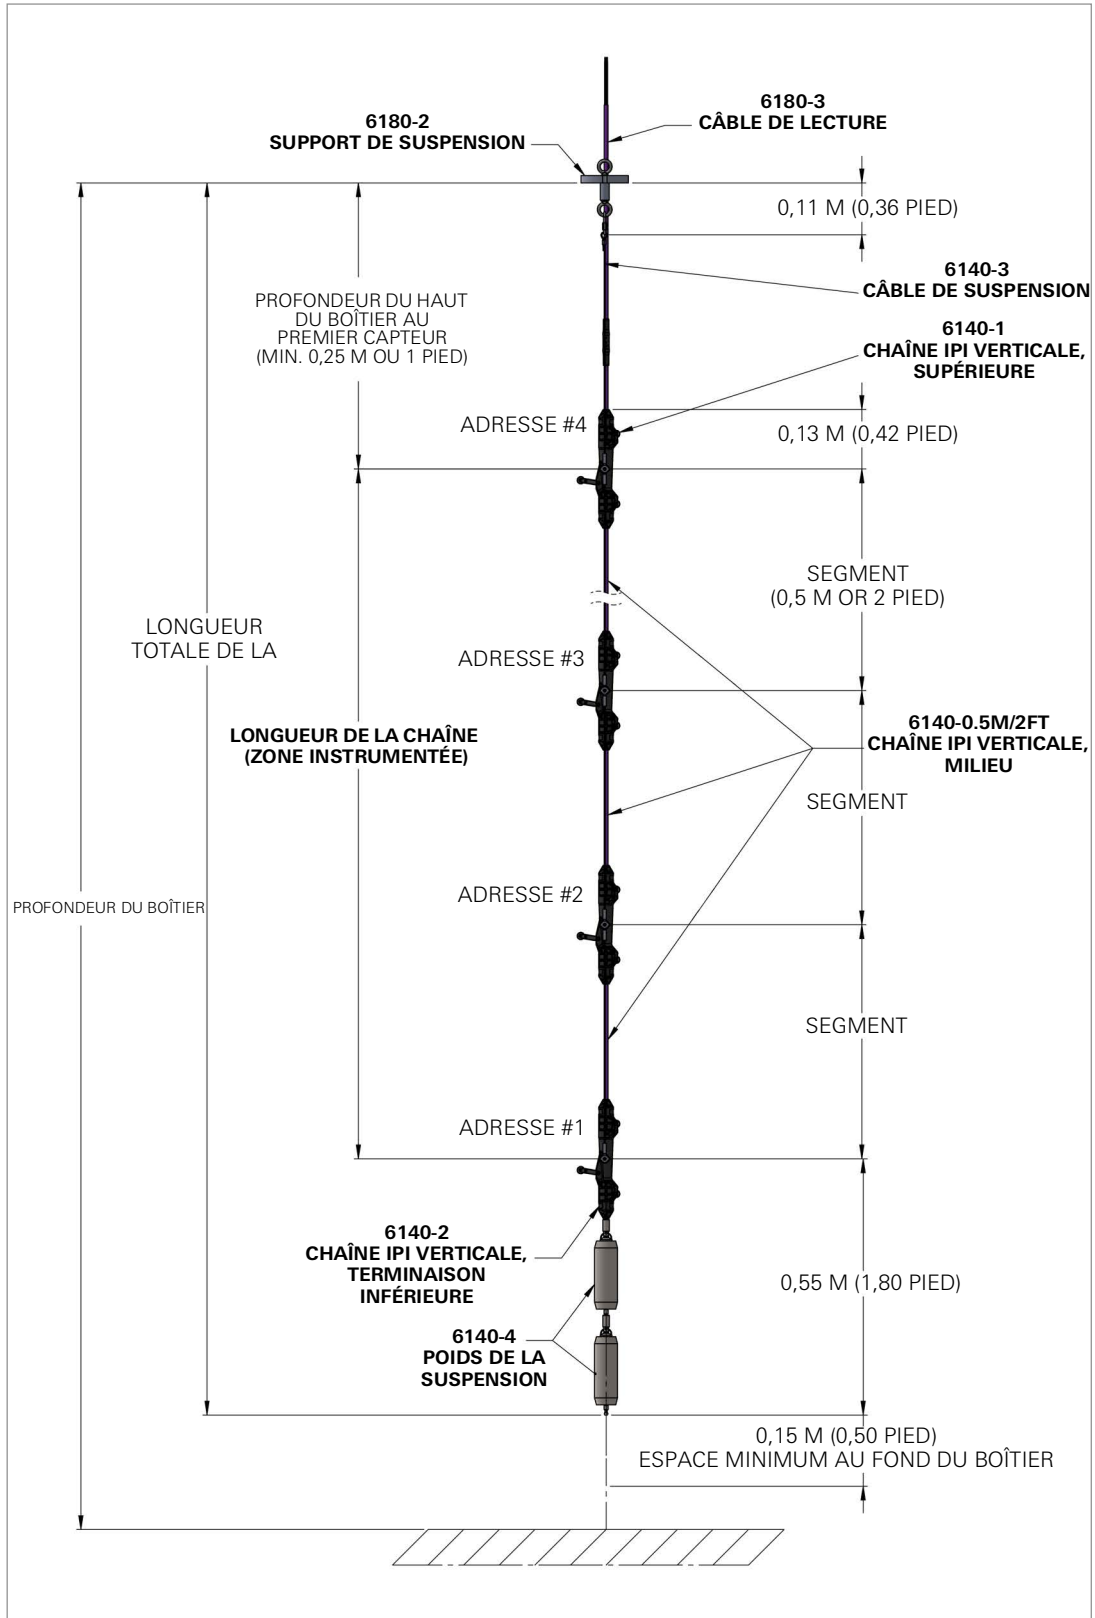 6180-3
CÂBLE DE LECTURE
6180-2
SUPPORT DE SUSPENSION
0,11 M (0,36 PIED)
6140-3
CÂBLE DE SUSPENSION
PROFONDEUR DU HAUT
DU BOÎTIER AU
PREMIER CAPTEUR
(MIN. 0,25 M OU 1 PIED)
6140-1
CHAÎNE IPI VERTICALE,
SUPÉRIEURE
ADRESSE #4
0,13 M (0,42 PIED)
SEGMENT
(0,5 M OR 2 PIED)
LONGUEUR
TOTALE DE LA
ADRESSE #3
LONGUEUR DE LA CHAÎNE
(ZONE INSTRUMENTÉE)
6140-0.5M/2FT
CHAÎNE IPI VERTICALE,
MILIEU
SEGMENT
ADRESSE #2
PROFONDEUR DU BOÎTIER
SEGMENT
ADRESSE #1
6140-2
CHAÎNE IPI VERTICALE,
TERMINAISON
INFÉRIEURE
0,55 M (1,80 PIED)
6140-4
POIDS DE LA
SUSPENSION
0,15 M (0,50 PIED)
ESPACE MINIMUM AU FOND DU BOÎTIER